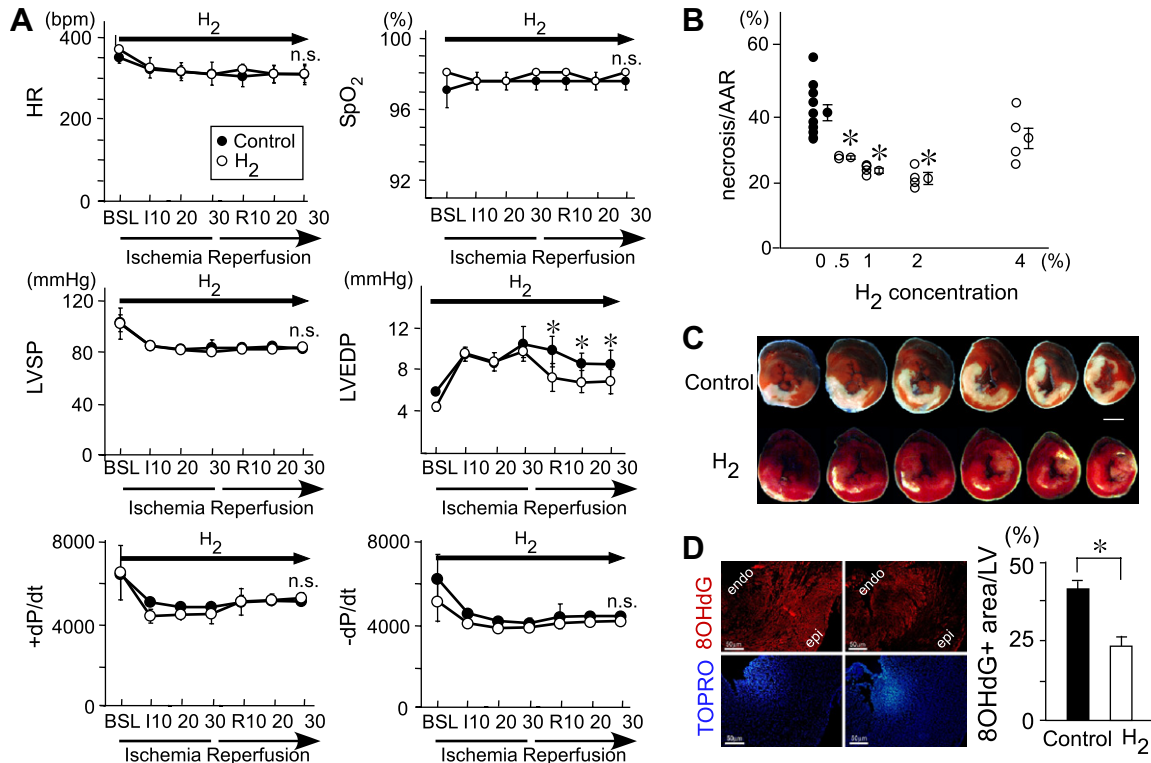 A
(bpm)
H2
400
n.s.
HR
200
Control
H2
0
BSL I10 20 30 R10 20 30
Ischemia Reperfusion
(%)
H2
100
n.s.
SpO2
96
92
BSL I10 20 30 R10 20 30
Ischemia Reperfusion
(mmHg)
H2
120
n.s.
LVSP
80
40
0
BSL I10 20 30 R10 20 30
Ischemia Reperfusion
(mmHg)
H2
12
* * *
LVEDP
8
4
BSL I10 20 30 R10 20 30
Ischemia Reperfusion
8000
H2
n.s.
+dP/dt
4000
0
BSL I10 20 30 R10 20 30
Ischemia Reperfusion
8000
H2
n.s.
-dP/dt
4000
0
BSL I10 20 30 R10 20 30
Ischemia Reperfusion
B
(%)
60
necrosis/AAR
40
* * *
20
0
0 .5 1 2 4 (%)
H2 concentration
C
Control
H2
D
8OHdG
endo
epi
50μm
endo
epi
50μm
TOPRO
50μm
50μm
(%)
50
*
8OHdG+ area/LV
25
0
Control H2